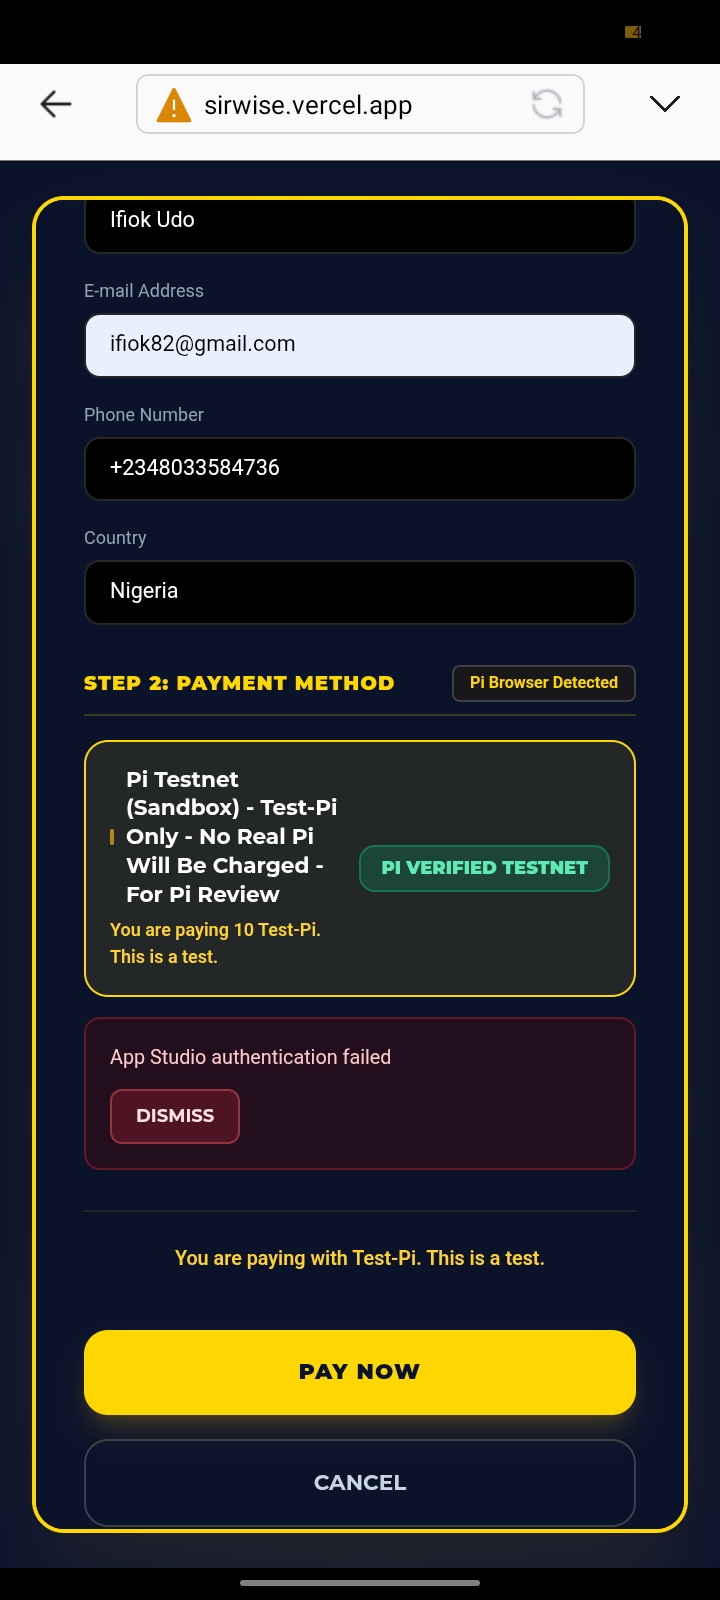 sirwise.vercel.app
Ifiok Udo
E-mail Address
ifiok82@gmail.com
Phone Number
+2348033584736
Country
Nigeria
STEP 2: PAYMENT METHOD
Pi Browser Detected
Pi Testnet
(Sandbox) - Test-Pi
Only - No Real Pi
Will Be Charged -
For Pi Review
PI VERIFIED TESTNET
You are paying 10 Test-Pi.
This is a test.
App Studio authentication failed
DISMISS
You are paying with Test-Pi. This is a test.
PAY NOW
CANCEL